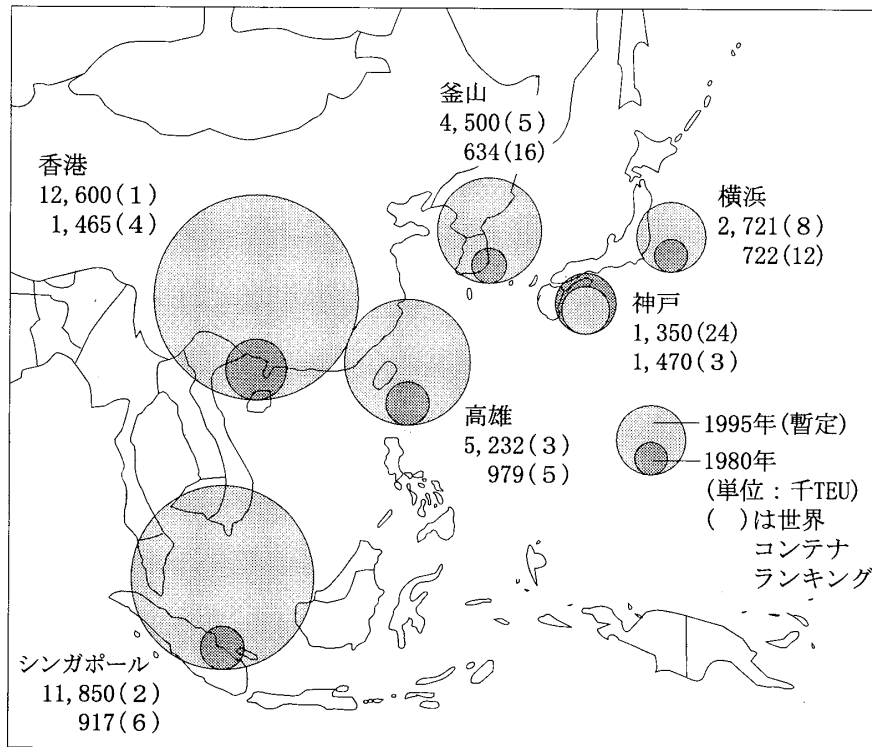 釜山
4,500(5)
634(16)
香港
12,600(1)
1,465(4)
横浜
2,721(8)
722(12)
神戸
1,350(24)
1,470(3)
高雄
5,232(3)
979(5)
1995年(暫定)
1980年
(単位：千TEU)
(　)は世界
コンテナ
ランキング
シンガポール
11,850(2)
917(6)